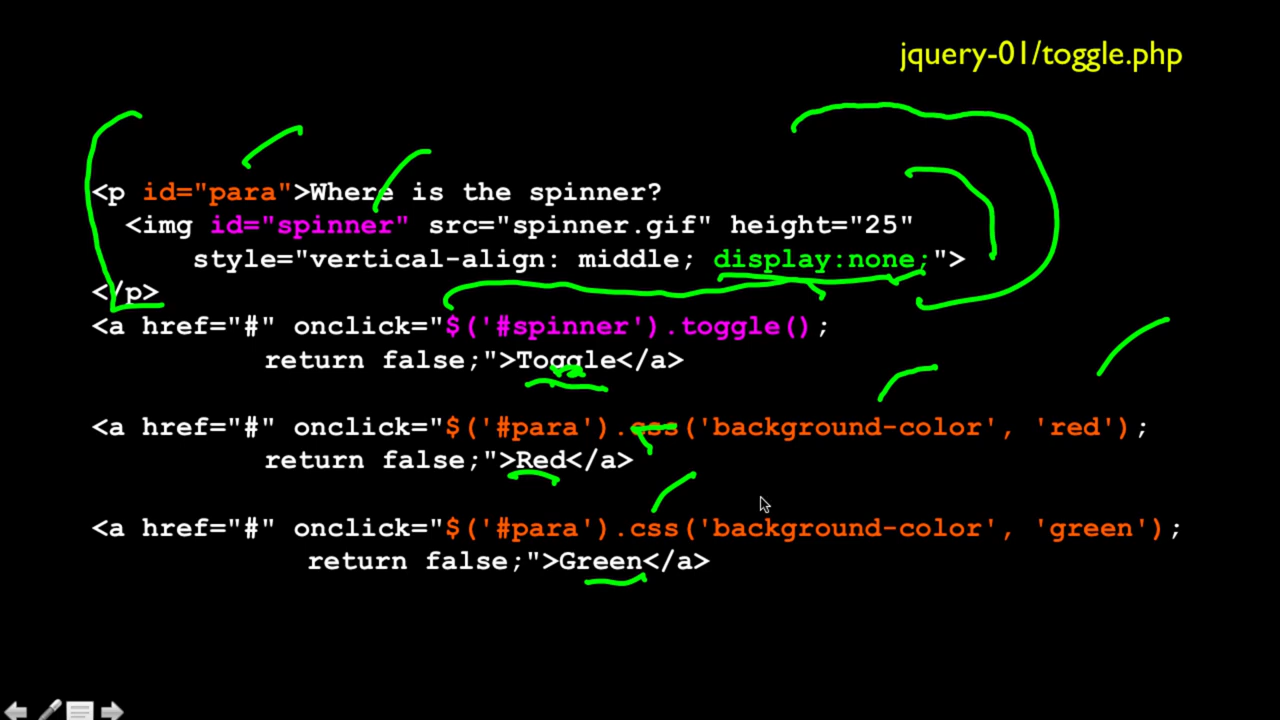 jquery-01/toggle.php
<p id="para">Where is the spinner?
<img id="spinner" src="spinner.gif" height="25"
style="vertical-align: middle; display:none;">
</p>
<a href="#" onclick="$('#spinner').toggle();
return false;">Toggle</a>
<a href="#" onclick="$('#para').css('background-color', 'red');
return false;">Red</a>
<a href="#" onclick="$('#para').css('background-color', 'green');
return false;">Green</a>